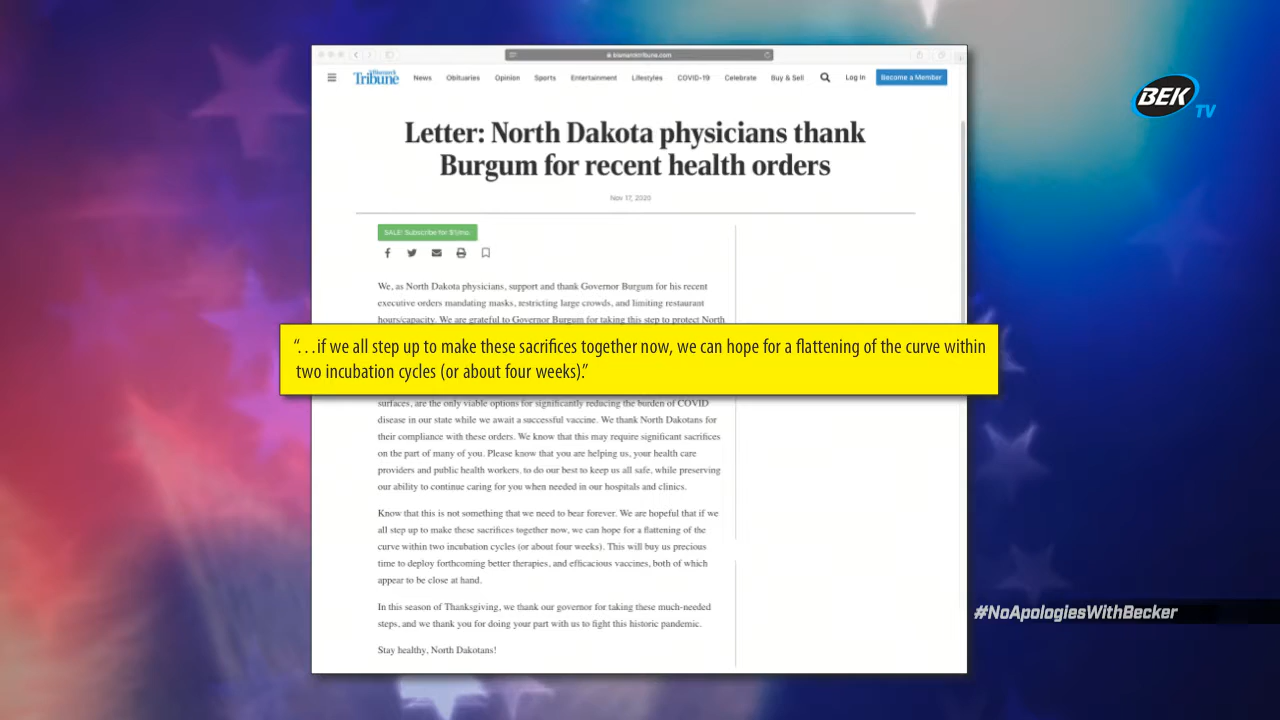 bismarcktribune.com
Bismarck
Tribune
News Obituaries Opinion Sports Entertainment Lifestyles COVID-19 Celebrate Buy & Sell Log In Become a Member
BEK TV
Letter: North Dakota physicians thank
Burgum for recent health orders
Nov 17, 2020
SALE! Subscribe for $1/mo.
We, as North Dakota physicians, support and thank Governor Burgum for his recent
executive orders mandating masks, restricting large crowds, and limiting restaurant
hours/capacity. We are grateful to Governor Burgum for taking this step to protect North
“…if we all step up to make these sacrifices together now, we can hope for a flattening of the curve within
two incubation cycles (or about four weeks).”
surfaces, are the only viable options for significantly reducing the burden of COVID
disease in our state while we await a successful vaccine. We thank North Dakotans for
their compliance with these orders. We know that this may require significant sacrifices
on the part of many of you. Please know that you are helping us, your health care
providers and public health workers, to do our best to keep us all safe, while preserving
our ability to continue caring for you when needed in our hospitals and clinics.
Know that this is not something that we need to bear forever. We are hopeful that if we
all step up to make these sacrifices together now, we can hope for a flattening of the
curve within two incubation cycles (or about four weeks). This will buy us precious
time to deploy forthcoming better therapies, and efficacious vaccines, both of which
appear to be close at hand.
In this season of Thanksgiving, we thank our governor for taking these much-needed
steps, and we thank you for doing your part with us to fight this historic pandemic.
Stay healthy, North Dakotans!
#NoApologiesWithBecker